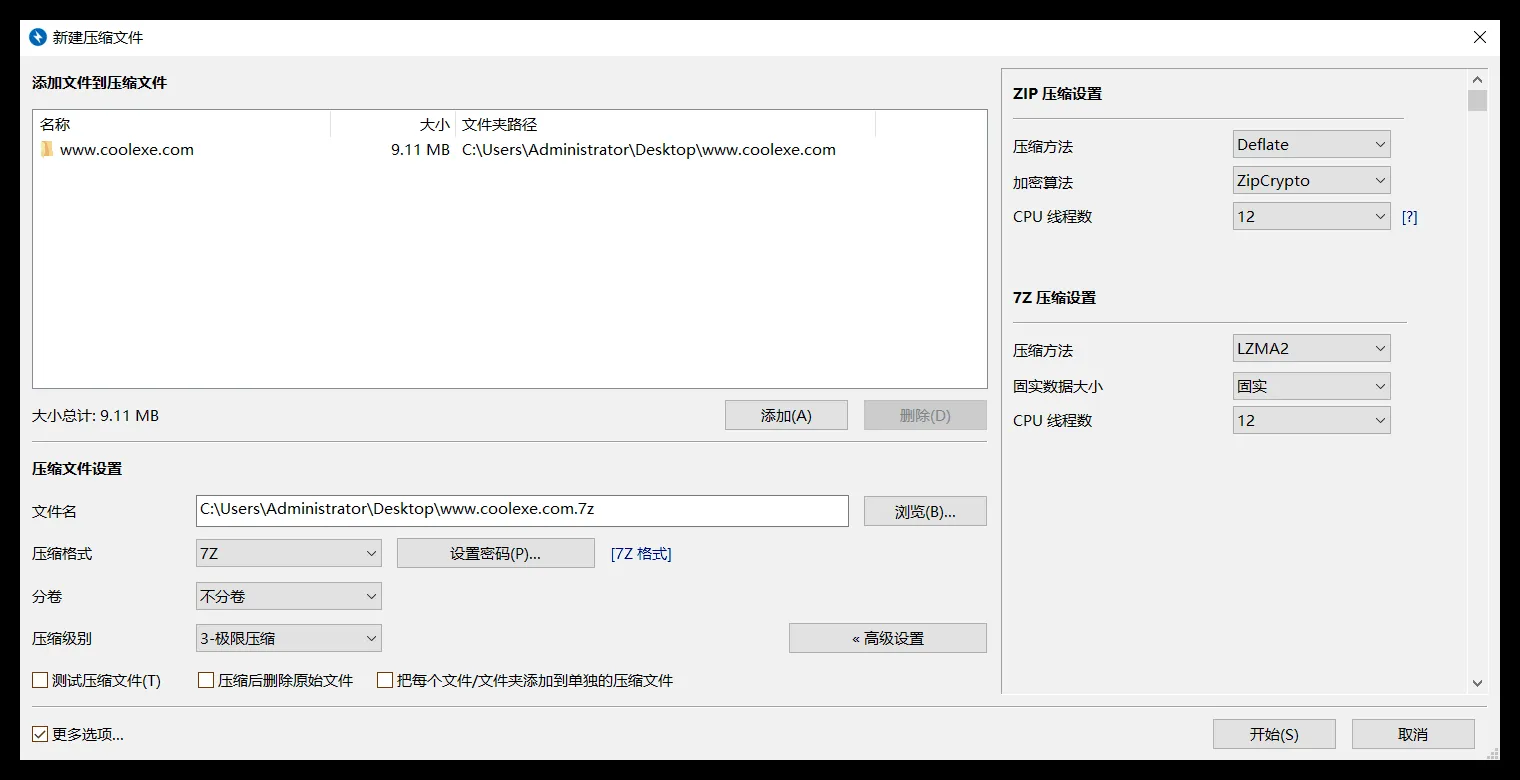 新建压缩文件
添加文件到压缩文件
名称 大小 文件夹路径
www.coolexe.com 9.11 MB C:\Users\Administrator\Desktop\www.coolexe.com
大小总计: 9.11 MB 添加(A) 删除(D)
压缩文件设置
文件名 C:\Users\Administrator\Desktop\www.coolexe.com.7z 浏览(B)...
压缩格式 7Z 设置密码(P)... [7Z 格式]
分卷 不分卷
压缩级别 3-极限压缩 « 高级设置
测试压缩文件(T) 压缩后删除原始文件 把每个文件/文件夹添加到单独的压缩文件
ZIP 压缩设置
压缩方法 Deflate
加密算法 ZipCrypto
CPU 线程数 12 [?]
7Z 压缩设置
压缩方法 LZMA2
固实数据大小 固实
CPU 线程数 12
更多选项... 开始(S) 取消